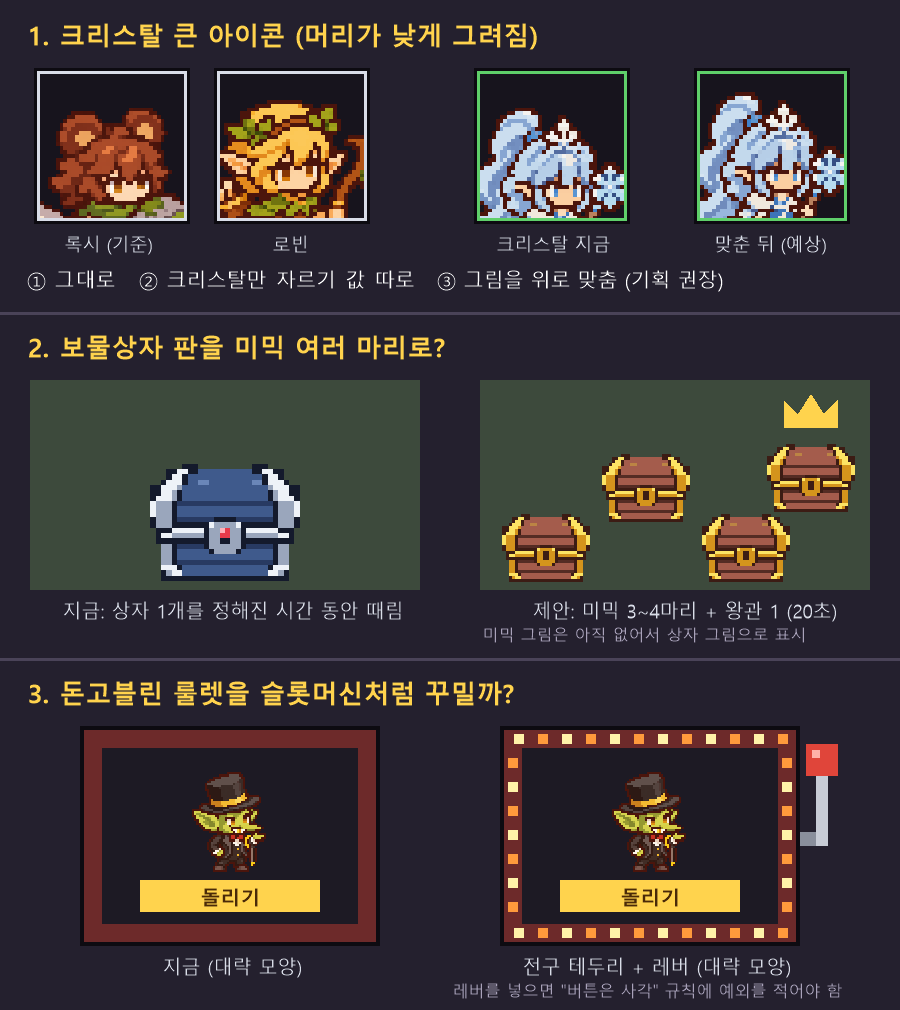 1. 크리스탈 큰 아이콘 (머리가 낮게 그려짐)
록시 (기준)
로빈
크리스탈 지금
맞춘 뒤 (예상)
① 그대로 ② 크리스탈만 자르기 값 따로 ③ 그림을 위로 맞춤 (기획 권장)
2. 보물상자 판을 미믹 여러 마리로?
지금: 상자 1개를 정해진 시간 동안 때림
제안: 미믹 3~4마리 + 왕관 1 (20초)
미믹 그림은 아직 없어서 상자 그림으로 표시
3. 돈고블린 룰렛을 슬롯머신처럼 꾸밀까?
돌리기
돌리기
지금 (대략 모양)
전구 테두리 + 레버 (대략 모양)
레버를 넣으면 "버튼은 사각" 규칙에 예외를 적어야 함